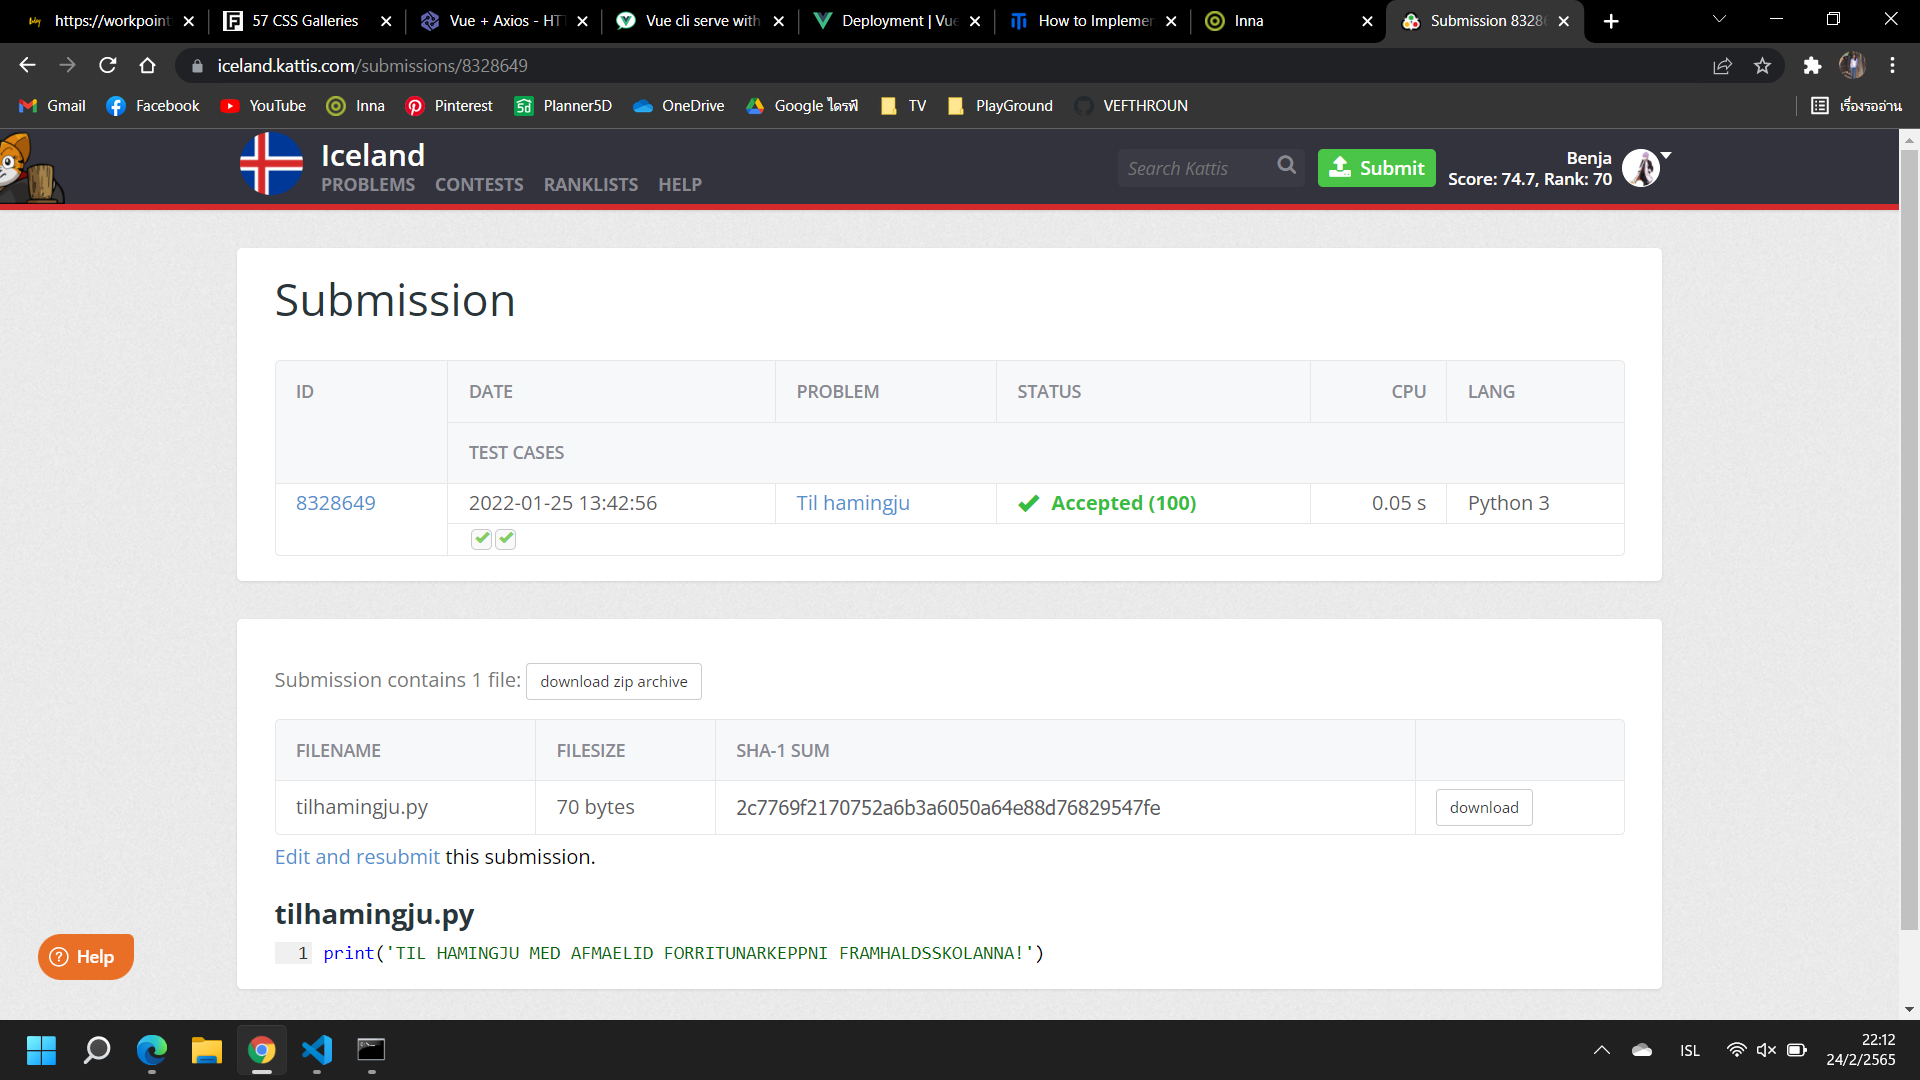 https://workpoint
57 CSS Galleries
Vue + Axios - HT
Vue cli serve with
Deployment | Vue
How to Implemen
Inna
Submission 8328
iceland.kattis.com/submissions/8328649
Gmail
Facebook
YouTube
Inna
Pinterest
Planner5D
OneDrive
Google ไดรฟ์
TV
PlayGround
VEFTHROUN
เรื่องรออ่าน
Iceland
PROBLEMS CONTESTS RANKLISTS HELP
Search Kattis
Submit
Benja
Score: 74.7, Rank: 70
Submission
ID DATE PROBLEM STATUS CPU LANG
TEST CASES
8328649 2022-01-25 13:42:56 Til hamingju Accepted (100) 0.05 s Python 3
Submission contains 1 file: download zip archive
FILENAME FILESIZE SHA-1 SUM
tilhamingju.py 70 bytes 2c7769f2170752a6b3a6050a64e88d76829547fe download
Edit and resubmit this submission.
tilhamingju.py
1 print('TIL HAMINGJU MED AFMAELID FORRITUNARKEPPNI FRAMHALDSSKOLANNA!')
Help
ISL
22:12
24/2/2565